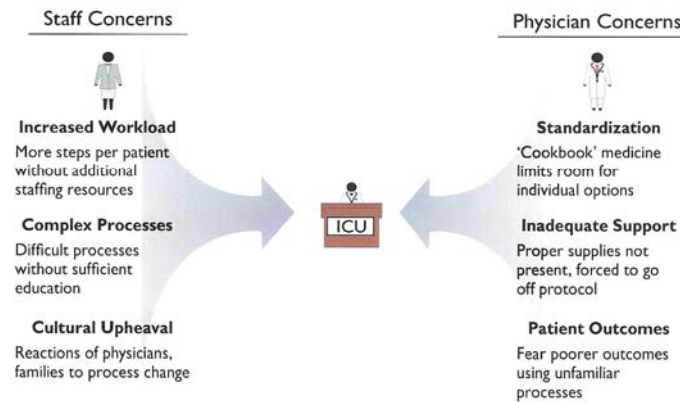 Staff Concerns
Increased Workload
More steps per patient
without additional
staffing resources
Complex Processes
Difficult processes
without sufficient
education
Cultural Upheaval
Reactions of physicians,
families to process change
ICU
Physician Concerns
Standardization
'Cookbook' medicine
limits room for
individual options
Inadequate Support
Proper supplies not
present, forced to go
off protocol
Patient Outcomes
Fear poorer outcomes
using unfamiliar
processes